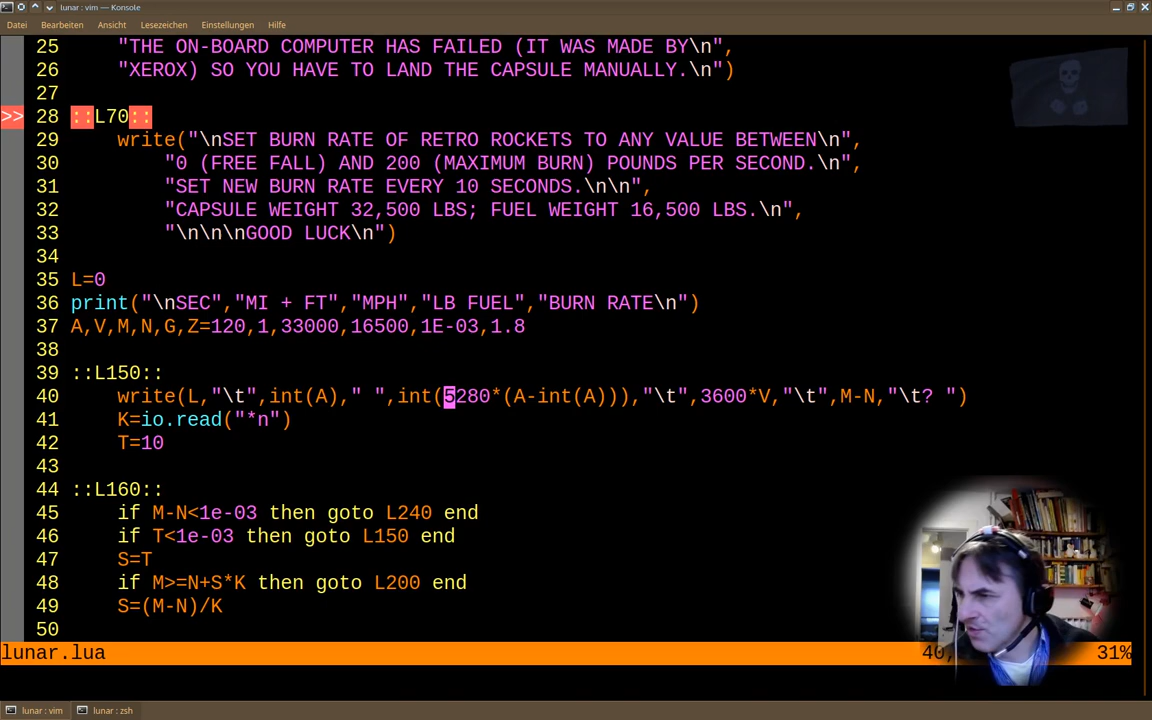 lunar : vim — Konsole
Datei Bearbeiten Ansicht Lesezeichen Einstellungen Hilfe
25 "THE ON-BOARD COMPUTER HAS FAILED (IT WAS MADE BY\n",
26 "XEROX) SO YOU HAVE TO LAND THE CAPSULE MANUALLY.\n")
27
>> 28 ::L70::
29 write("\nSET BURN RATE OF RETRO ROCKETS TO ANY VALUE BETWEEN\n",
30 "0 (FREE FALL) AND 200 (MAXIMUM BURN) POUNDS PER SECOND.\n",
31 "SET NEW BURN RATE EVERY 10 SECONDS.\n\n",
32 "CAPSULE WEIGHT 32,500 LBS; FUEL WEIGHT 16,500 LBS.\n",
33 "\n\n\nGOOD LUCK\n")
34
35 L=0
36 print("\nSEC","MI + FT","MPH","LB FUEL","BURN RATE\n")
37 A,V,M,N,G,Z=120,1,33000,16500,1E-03,1.8
38
39 ::L150::
40 write(L,"\t",int(A)," ",int(5280*(A-int(A))),"\t",3600*V,"\t",M-N,"\t? ")
41 K=io.read("*n")
42 T=10
43
44 ::L160::
45 if M-N<1e-03 then goto L240 end
46 if T<1e-03 then goto L150 end
47 S=T
48 if M>=N+S*K then goto L200 end
49 S=(M-N)/K
50
lunar.lua 40, 31%
lunar : vim lunar : zsh